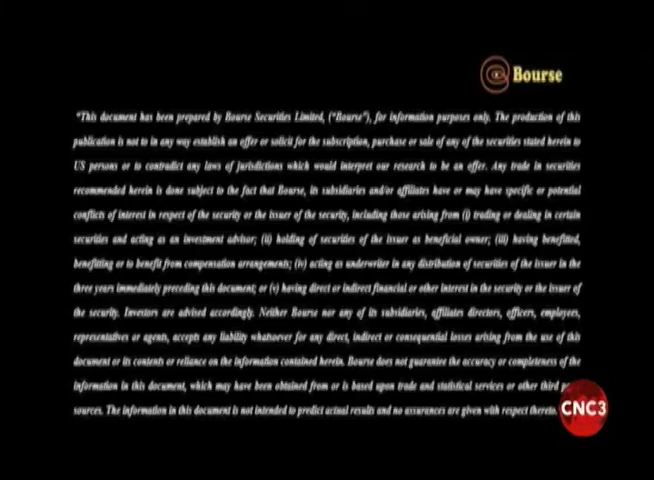 @ Bourse
"This document has been prepared by Bourse Securities Limited, ("Bourse"), for information purposes only. The production of this
publication is not to in any way establish an offer or solicit for the subscription, purchase or sale of any of the securities stated herein to
US persons or to contradict any laws of jurisdictions which would interpret our research to be an offer. Any trade in securities
recommended herein is done subject to the fact that Bourse, its subsidiaries and/or affiliates have or may have specific or potential
conflicts of interest in respect of the security or the issuer of the security, including those arising from (i) trading or dealing in certain
securities and acting as an investment advisor; (ii) holding of securities of the issuer as beneficial owner; (iii) having benefitted,
benefitting or to benefit from compensation arrangements; (iv) acting as underwriter in any distribution of securities of the issuer in the
three years immediately preceding this document; or (v) having direct or indirect financial or other interest in the security or the issuer of
the security. Investors are advised accordingly. Neither Bourse nor any of its subsidiaries, affiliates directors, officers, employees,
representatives or agents, accepts any liability whatsoever for any direct, indirect or consequential losses arising from the use of this
document or its contents or reliance on the information contained herein. Bourse does not guarantee the accuracy or completeness of the
information in this document, which may have been obtained from or is based upon trade and statistical services or other third
sources. The information in this document is not intended to predict actual results and no assurances are given with respect thereto.
CNC3